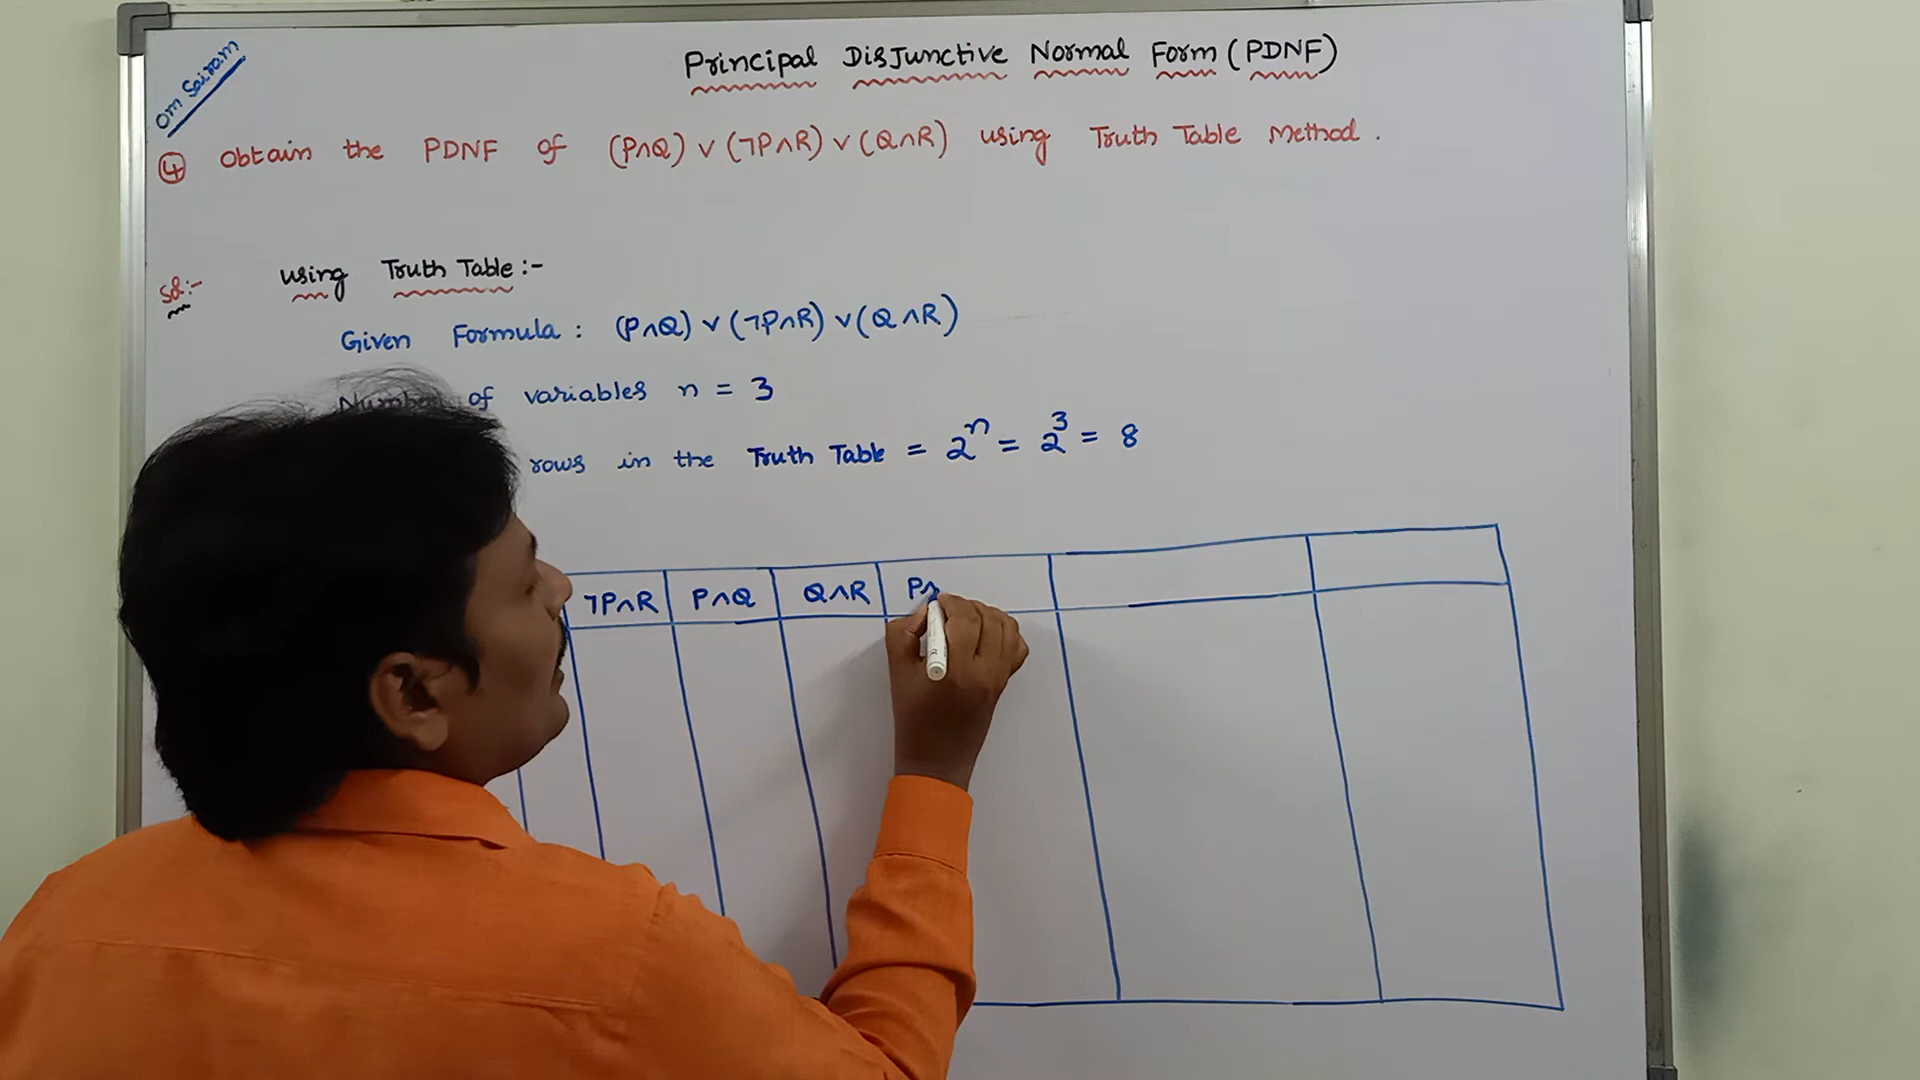 Om Sairam
Principal Disjunctive Normal Form (PDNF)
④ Obtain the PDNF of (P∧Q) ∨ (¬P∧R) ∨ (Q∧R) using Truth Table Method.
Sol:- Using Truth Table:-
Given Formula: (P∧Q) ∨ (¬P∧R) ∨ (Q∧R)
Number of variables n = 3
rows in the Truth Table = 2^n = 2^3 = 8
¬P∧R P∧Q Q∧R P∧